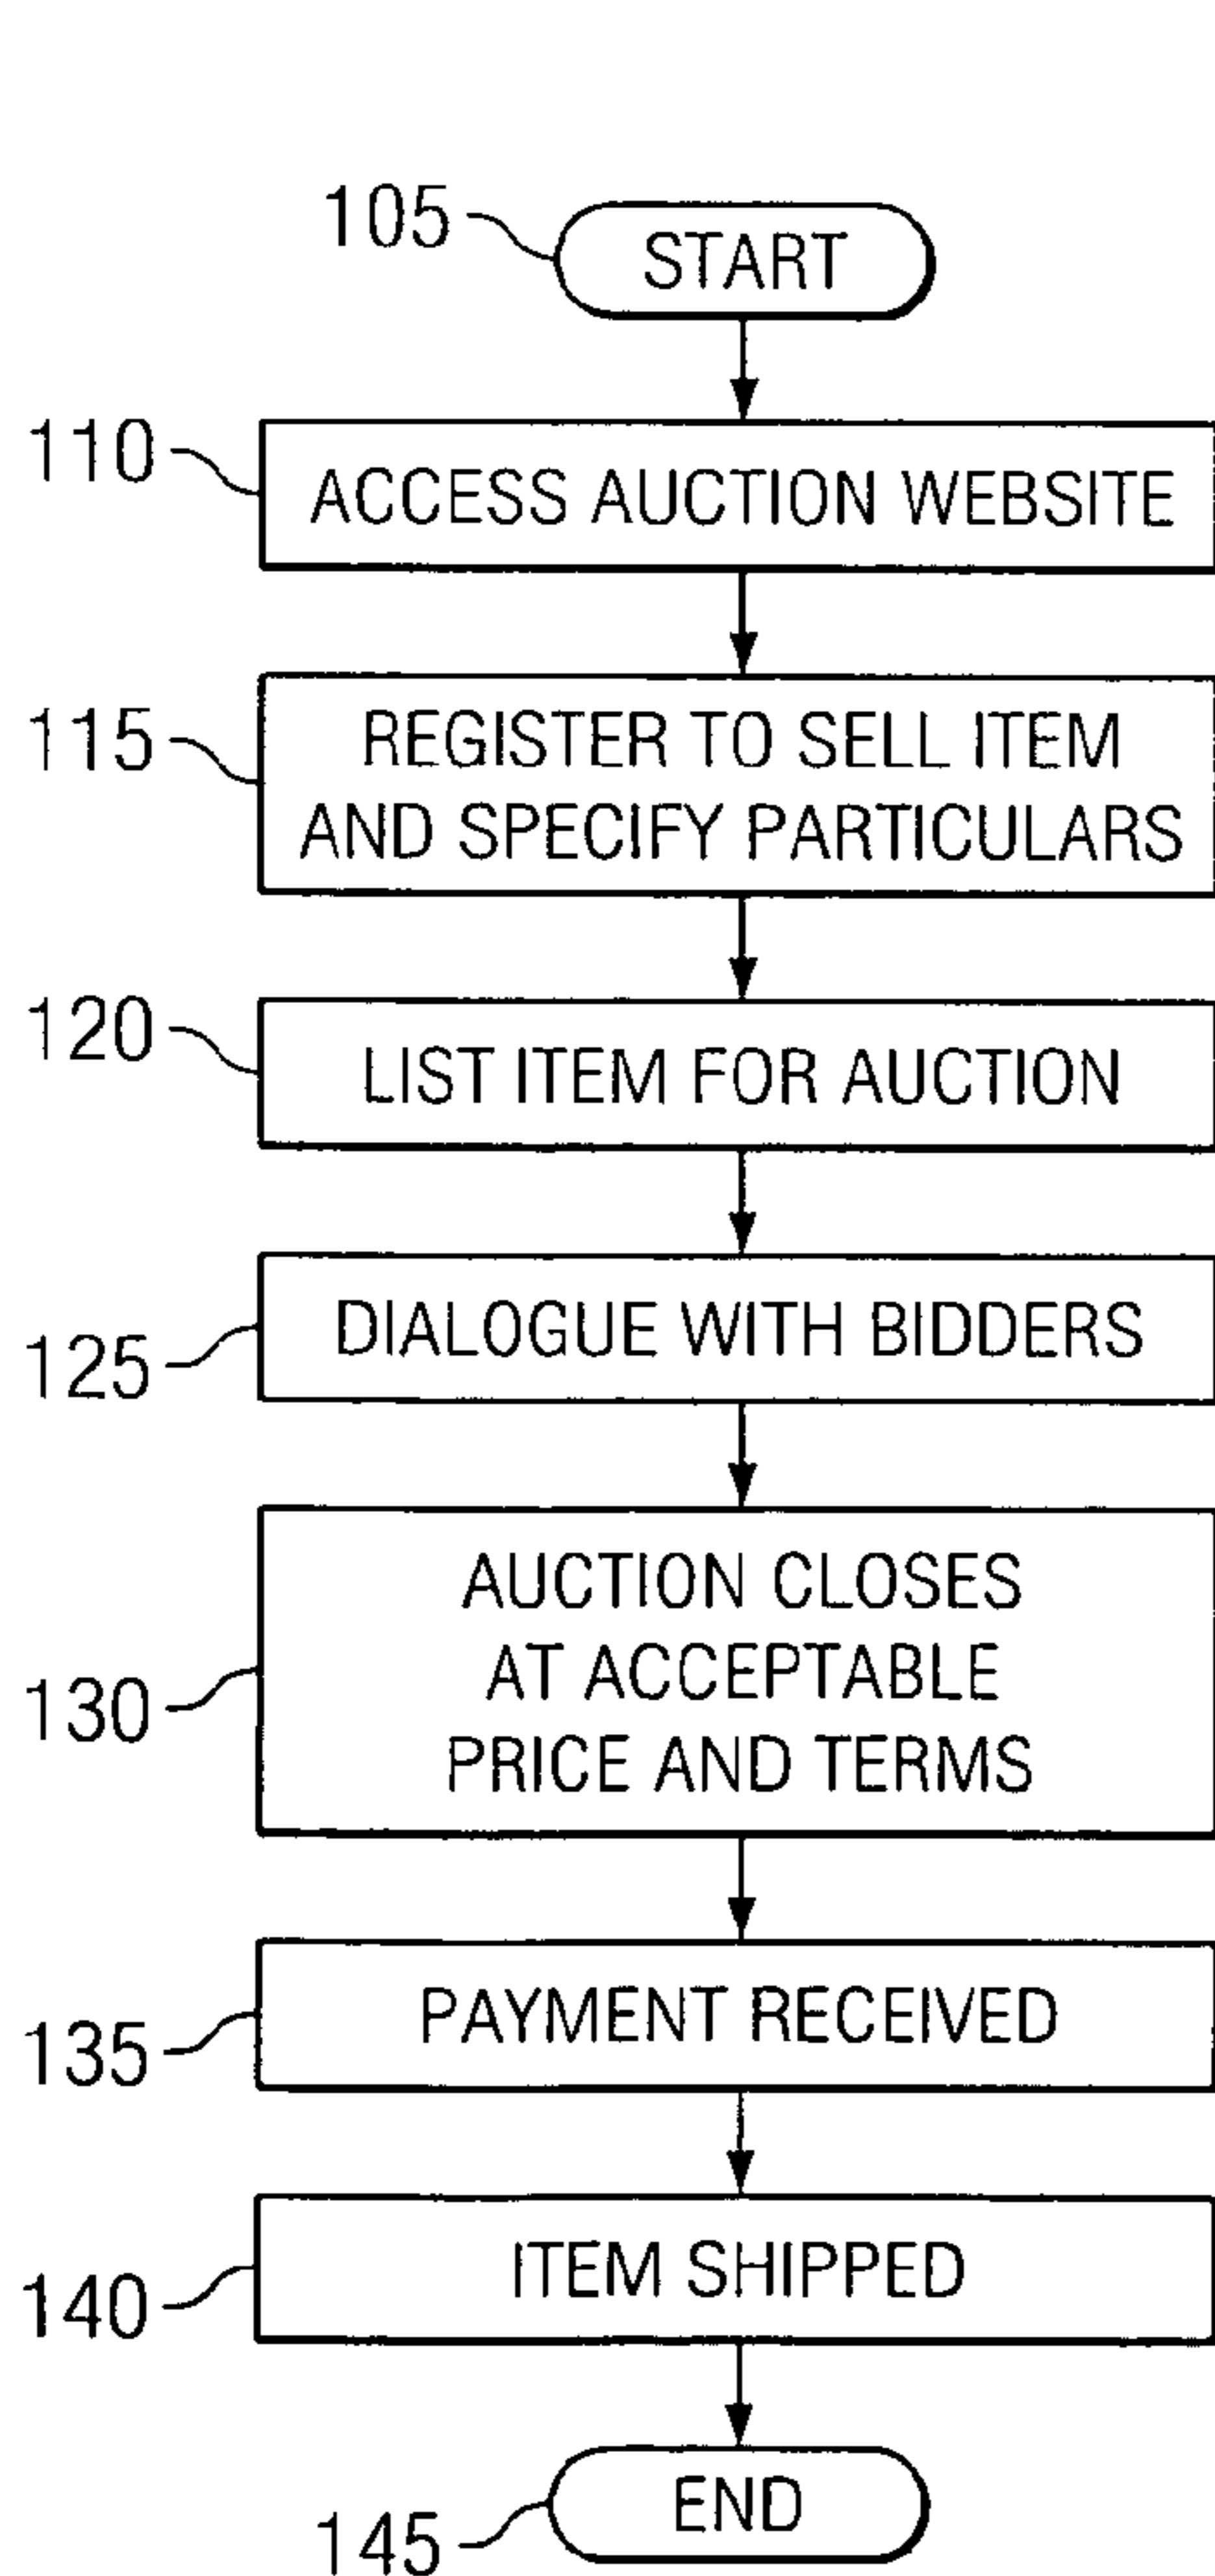 105
START
110
ACCESS AUCTION WEBSITE
115
REGISTER TO SELL ITEM
AND SPECIFY PARTICULARS
120
LIST ITEM FOR AUCTION
125
DIALOGUE WITH BIDDERS
130
AUCTION CLOSES
AT ACCEPTABLE
PRICE AND TERMS
135
PAYMENT RECEIVED
140
ITEM SHIPPED
145
END